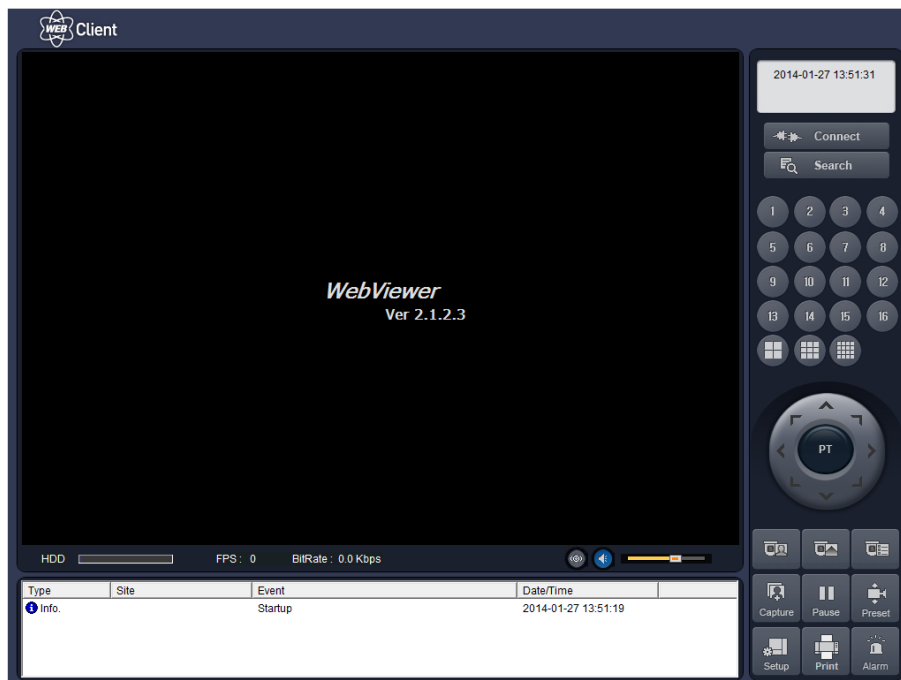 WEB Client
2014-01-27 13:51:31
Connect
Search
1 2 3 4
5 6 7 8
9 10 11 12
13 14 15 16
WebViewer
Ver 2.1.2.3
PT
HDD FPS : 0 BitRate : 0.0 Kbps
Type Site Event Date/Time
Info. Startup 2014-01-27 13:51:19
Capture Pause Preset
Setup Print Alarm